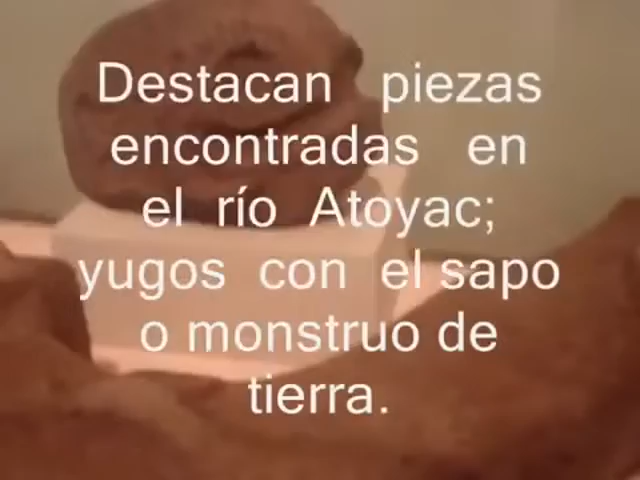 Destacan piezas
encontradas en
el río Atoyac;
yugos con el sapo
o monstruo de
tierra.